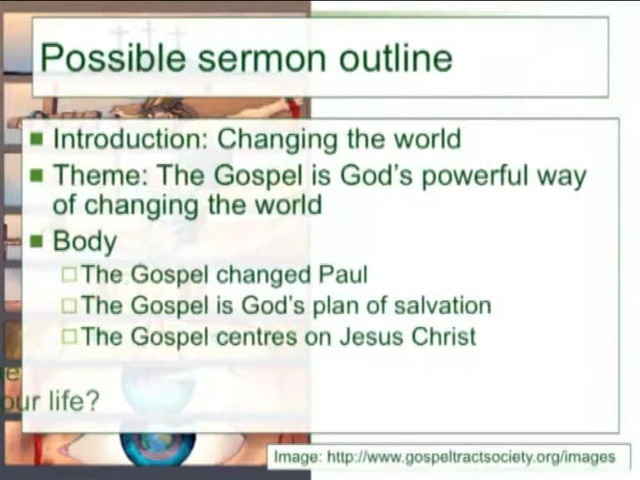 Possible sermon outline
Introduction: Changing the world
Theme: The Gospel is God's powerful way
of changing the world
Body
The Gospel changed Paul
The Gospel is God's plan of salvation
The Gospel centres on Jesus Christ
our life?
Image: http://www.gospeltractsociety.org/images